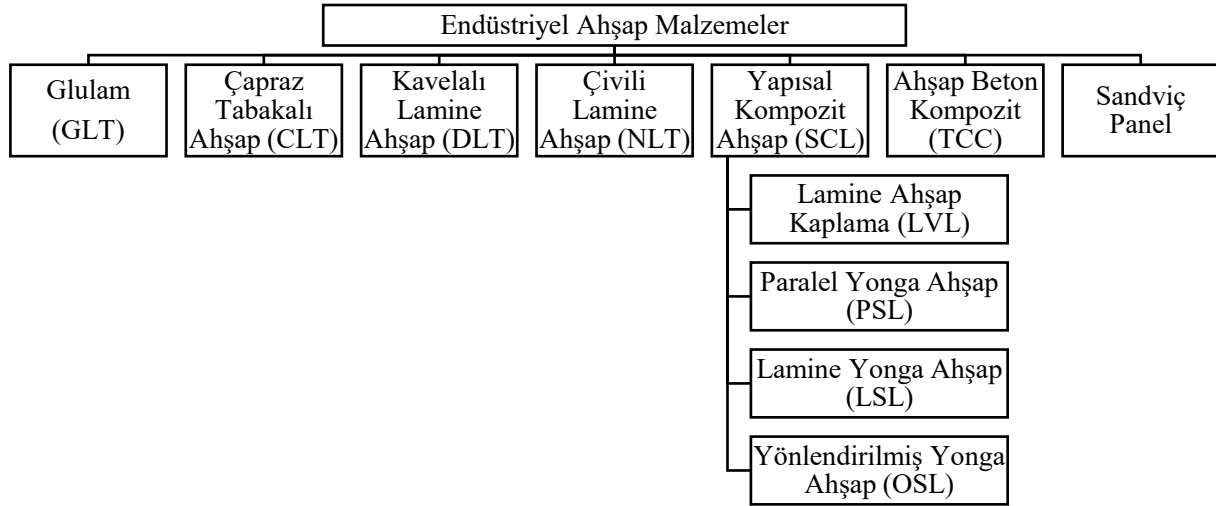 Endüstriyel Ahşap Malzemeler
Glulam
(GLT)
Çapraz
Tabakalı
Ahşap (CLT)
Kavelalı
Lamine
Ahşap (DLT)
Çivili
Lamine
Ahşap (NLT)
Yapısal
Kompozit
Ahşap (SCL)
Ahşap Beton
Kompozit
(TCC)
Sandviç
Panel
Lamine Ahşap
Kaplama (LVL)
Paralel Yonga Ahşap
(PSL)
Lamine Yonga Ahşap
(LSL)
Yönlendirilmiş Yonga
Ahşap (OSL)